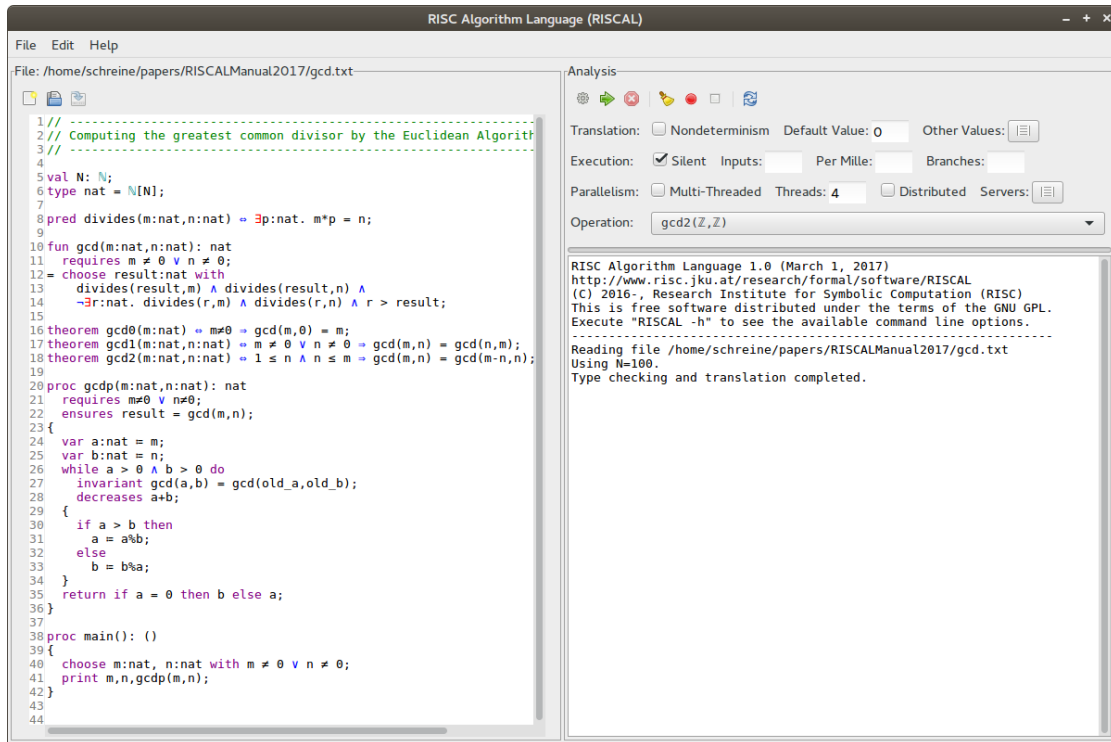 RISC Algorithm Language (RISCAL)
File Edit Help
File: /home/schreine/papers/RISCALManual2017/gcd.txt
1 // ---------------------------------------------------------------
2 // Computing the greatest common divisor by the Euclidean Algorith
3 // ---------------------------------------------------------------
4
5 val N: ℕ;
6 type nat = ℕ[N];
7
8 pred divides(m:nat,n:nat) ⇔ ∃p:nat. m*p = n;
9
10 fun gcd(m:nat,n:nat): nat
11   requires m ≠ 0 ∨ n ≠ 0;
12 = choose result:nat with
13     divides(result,m) ∧ divides(result,n) ∧
14     ¬∃r:nat. divides(r,m) ∧ divides(r,n) ∧ r > result;
15
16 theorem gcd0(m:nat) ⇔ m≠0 ⇒ gcd(m,0) = m;
17 theorem gcd1(m:nat,n:nat) ⇔ m ≠ 0 ∨ n ≠ 0 ⇒ gcd(m,n) = gcd(n,m);
18 theorem gcd2(m:nat,n:nat) ⇔ 1 ≤ n ∧ n ≤ m ⇒ gcd(m,n) = gcd(m-n,n);
19
20 proc gcdp(m:nat,n:nat): nat
21   requires m≠0 ∨ n≠0;
22   ensures result = gcd(m,n);
23 {
24   var a:nat ≔ m;
25   var b:nat ≔ n;
26   while a > 0 ∧ b > 0 do
27     invariant gcd(a,b) = gcd(old_a,old_b);
28     decreases a+b;
29   {
30     if a > b then
31       a ≔ a%b;
32     else
33       b ≔ b%a;
34   }
35   return if a = 0 then b else a;
36 }
37
38 proc main(): ()
39 {
40   choose m:nat, n:nat with m ≠ 0 ∨ n ≠ 0;
41   print m,n,gcdp(m,n);
42 }
43
44
Analysis
Translation: Nondeterminism Default Value: 0 Other Values:
Execution: Silent Inputs: Per Mille: Branches:
Parallelism: Multi-Threaded Threads: 4 Distributed Servers:
Operation: gcd2(ℤ,ℤ)
RISC Algorithm Language 1.0 (March 1, 2017)
http://www.risc.jku.at/research/formal/software/RISCAL
(C) 2016-, Research Institute for Symbolic Computation (RISC)
This is free software distributed under the terms of the GNU GPL.
Execute "RISCAL -h" to see the available command line options.
-----------------------------------------------------------------
Reading file /home/schreine/papers/RISCALManual2017/gcd.txt
Using N=100.
Type checking and translation completed.